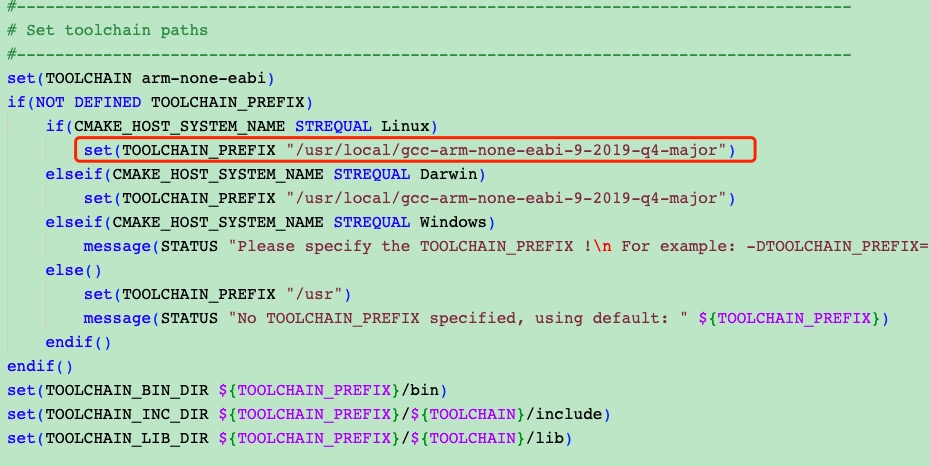 #---------------------------------------------------------------------------------------
# Set toolchain paths
#---------------------------------------------------------------------------------------
set(TOOLCHAIN arm-none-eabi)
if(NOT DEFINED TOOLCHAIN_PREFIX)
    if(CMAKE_HOST_SYSTEM_NAME STREQUAL Linux)
        set(TOOLCHAIN_PREFIX "/usr/local/gcc-arm-none-eabi-9-2019-q4-major")
    elseif(CMAKE_HOST_SYSTEM_NAME STREQUAL Darwin)
        set(TOOLCHAIN_PREFIX "/usr/local/gcc-arm-none-eabi-9-2019-q4-major")
    elseif(CMAKE_HOST_SYSTEM_NAME STREQUAL Windows)
        message(STATUS "Please specify the TOOLCHAIN_PREFIX !\n For example: -DTOOLCHAIN_PREFIX=
    else()
        set(TOOLCHAIN_PREFIX "/usr")
        message(STATUS "No TOOLCHAIN_PREFIX specified, using default: " ${TOOLCHAIN_PREFIX})
    endif()
endif()
set(TOOLCHAIN_BIN_DIR ${TOOLCHAIN_PREFIX}/bin)
set(TOOLCHAIN_INC_DIR ${TOOLCHAIN_PREFIX}/${TOOLCHAIN}/include)
set(TOOLCHAIN_LIB_DIR ${TOOLCHAIN_PREFIX}/${TOOLCHAIN}/lib)